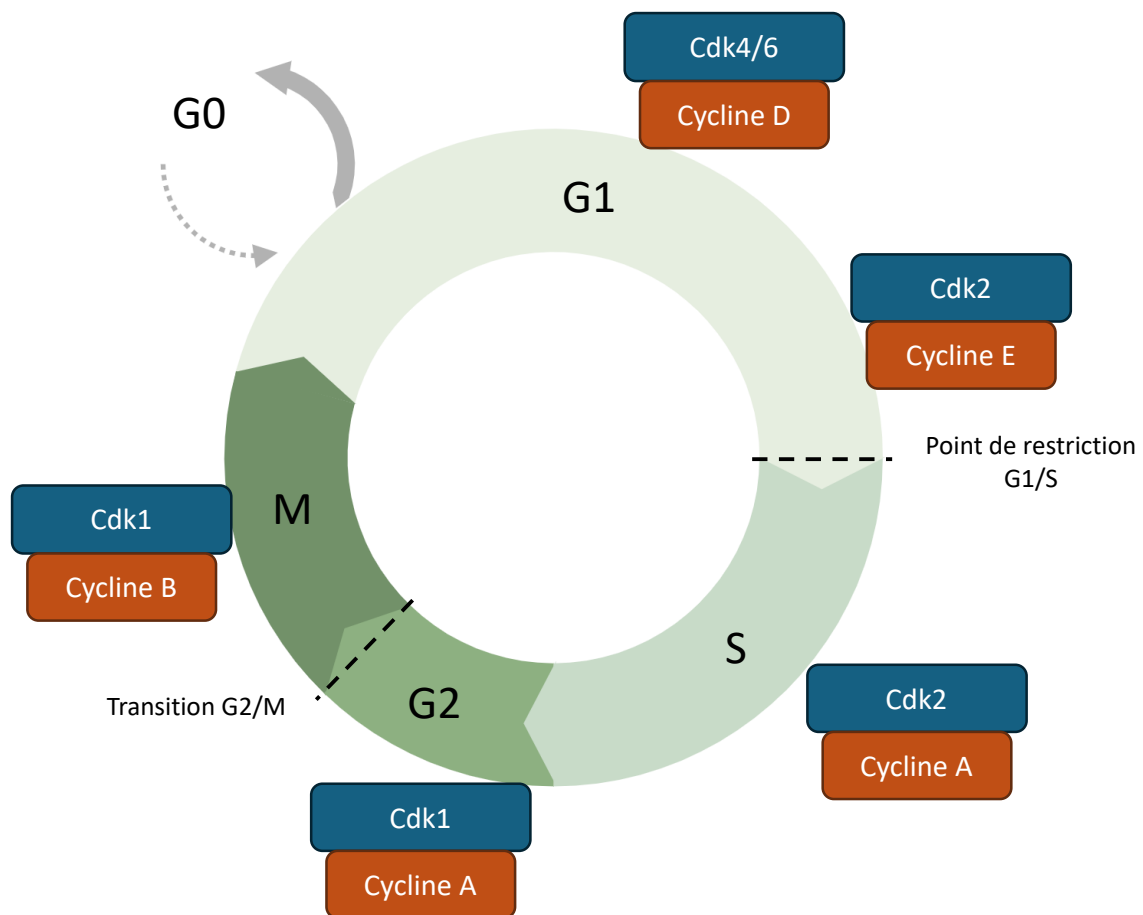 Cdk4/6
Cycline D
G0
G1
Cdk2
Cycline E
Point de restriction
G1/S
M
Cdk1
Cycline B
S
Transition G2/M
G2
Cdk2
Cycline A
Cdk1
Cycline A